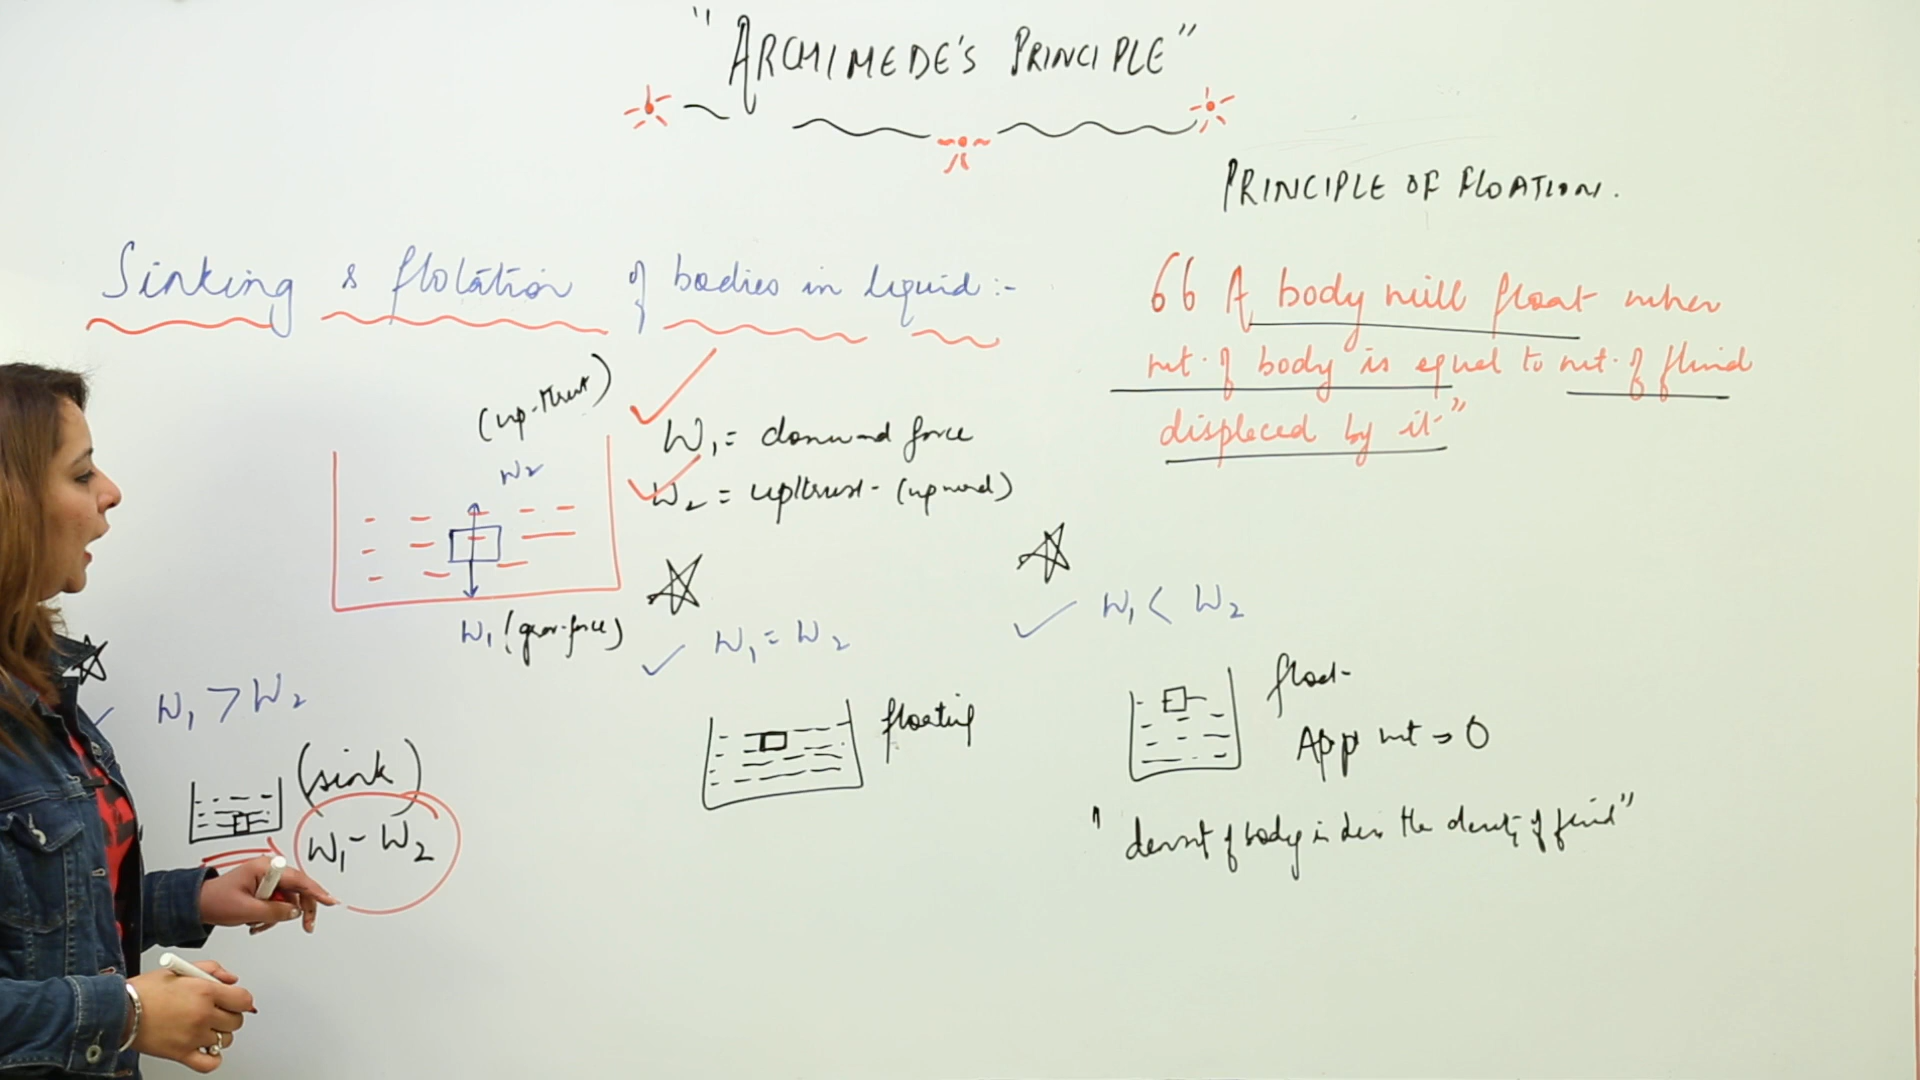 "ARCHIMEDE'S PRINCIPLE"
PRINCIPLE OF FLOATION.
Sinking & flotation of bodies in liquid :-
66 A body will float when
wt. of body is equal to wt. of fluid
displaced by it"
(up-thrust)
W2
W1 = downward force
W2 = upthrust - (upward)
W1 (grav. force)
W1 > W2
(sink)
W1 - W2
W1 = W2
floating
W1 < W2
float
App wt = 0
"densit of body is less the density of fluid"